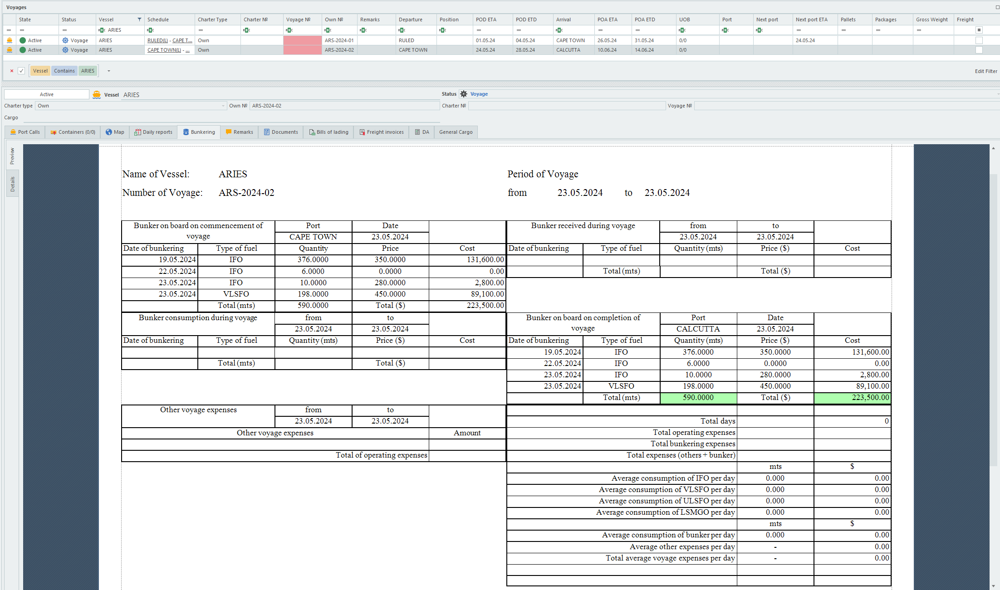 Voyages
State Status Vessel Schedule Charter Type Charter № Voyage № Own № Remarks Departure Position POD ETA POD ETD Arrival POA ETA POA ETD UOB Port Next port Next port ETA Pallets Packages Gross Weight Freight
ARIES
Active Voyage ARIES RULED(L) - CAPE T... Own ARS-2024-01 RULED 01.05.24 04.05.24 CAPE TOWN 26.05.24 31.05.24 0/0 24.05.24
Active Voyage ARIES CAPE TOWN(L) - ... Own ARS-2024-02 CAPE TOWN 24.05.24 28.05.24 CALCUTTA 10.06.24 14.06.24 0/0
Vessel Contains ARIES Edit Filter
Active Vessel ARIES Status Voyage
Charter type Own Own № ARS-2024-02 Charter № Voyage №
Cargo
Port Calls Containers (0/0) Map Daily reports Bunkering Remarks Documents Bills of lading Freight invoices DA General Cargo
Preview
Details
Name of Vessel: ARIES Period of Voyage
Number of Voyage: ARS-2024-02 from 23.05.2024 to 23.05.2024
Bunker on board on commencement of voyage Port Date
CAPE TOWN 23.05.2024
Date of bunkering Type of fuel Quantity Price Cost
19.05.2024 IFO 376.0000 350.0000 131,600.00
22.05.2024 IFO 6.0000 0.0000 0.00
23.05.2024 IFO 10.0000 280.0000 2,800.00
23.05.2024 VLSFO 198.0000 450.0000 89,100.00
Total (mts) 590.0000 Total ($) 223,500.00
Bunker received during voyage from to
23.05.2024 23.05.2024
Date of bunkering Type of fuel Quantity (mts) Price ($) Cost
Total (mts) Total ($)
Bunker consumption during voyage from to
23.05.2024 23.05.2024
Date of bunkering Type of fuel Quantity (mts) Price ($) Cost
Total (mts) Total ($)
Bunker on board on completion of voyage Port Date
CALCUTTA 23.05.2024
Date of bunkering Type of fuel Quantity (mts) Price ($) Cost
19.05.2024 IFO 376.0000 350.0000 131,600.00
22.05.2024 IFO 6.0000 0.0000 0.00
23.05.2024 IFO 10.0000 280.0000 2,800.00
23.05.2024 VLSFO 198.0000 450.0000 89,100.00
Total (mts) 590.0000 Total ($) 223,500.00
Other voyage expenses from to
23.05.2024 23.05.2024
Other voyage expenses Amount
Total of operating expenses
Total days 0
Total operating expenses
Total bunkering expenses
Total expenses (others + bunker)
mts $
Average consumption of IFO per day 0.000 0.00
Average consumption of VLSFO per day 0.000 0.00
Average consumption of ULSFO per day 0.000 0.00
Average consumption of LSMGO per day 0.000 0.00
mts $
Average consumption of bunker per day 0.000 0.00
Average other expenses per day - 0.00
Total average voyage expenses per day - 0.00